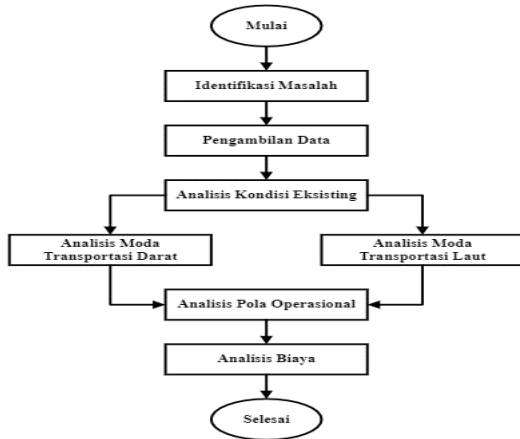 Mulai
Identifikasi Masalah
Pengambilan Data
Analisis Kondisi Eksisting
Analisis Moda
Transportasi Darat
Analisis Moda
Transportasi Laut
Analisis Pola Operasional
Analisis Biaya
Selesai